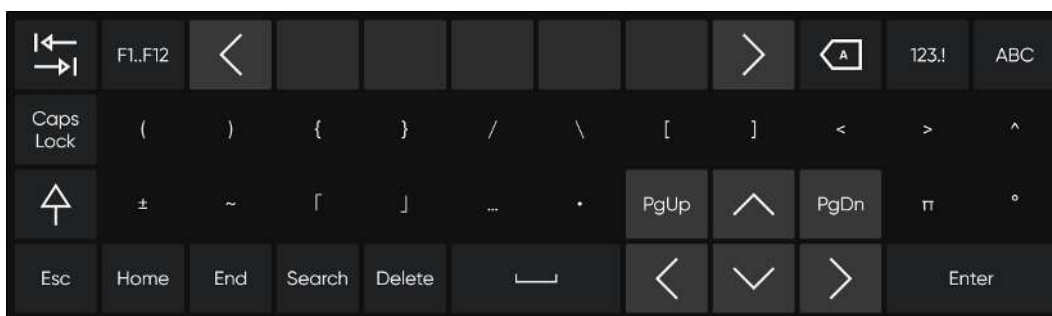 F1..F12 < > A 123.! ABC
Caps
Lock ( ) { } / \ [ ] < > ^
± ~ 「 」 … • PgUp PgDn π °
Esc Home End Search Delete Enter